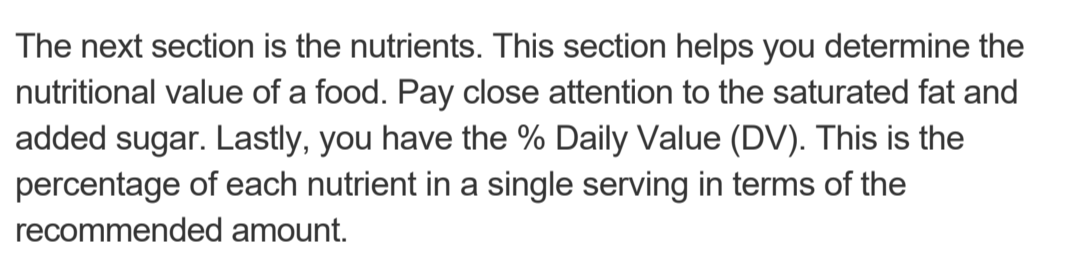 The next section is the nutrients. This section helps you determine the
nutritional value of a food. Pay close attention to the saturated fat and
added sugar. Lastly, you have the % Daily Value (DV). This is the
percentage of each nutrient in a single serving in terms of the
recommended amount.